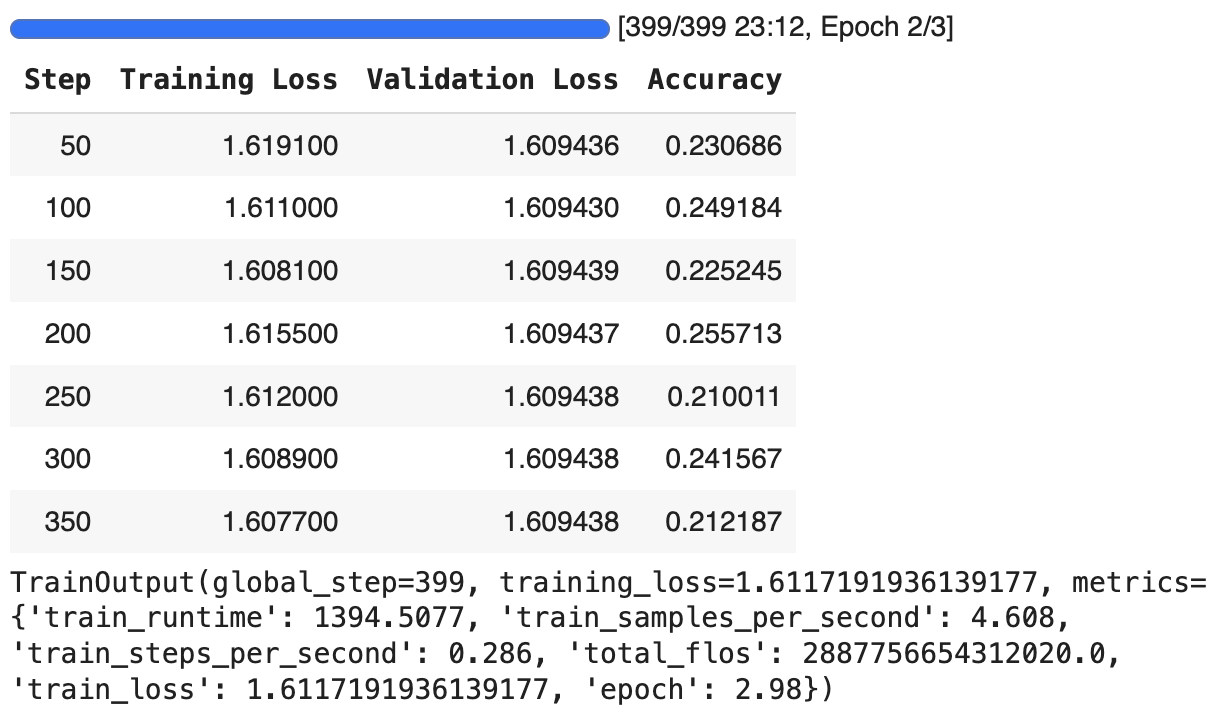 [399/399 23:12, Epoch 2/3]
Step Training Loss Validation Loss Accuracy
50 1.619100 1.609436 0.230686
100 1.611000 1.609430 0.249184
150 1.608100 1.609439 0.225245
200 1.615500 1.609437 0.255713
250 1.612000 1.609438 0.210011
300 1.608900 1.609438 0.241567
350 1.607700 1.609438 0.212187
TrainOutput(global_step=399, training_loss=1.6117191936139177, metrics=
{'train_runtime': 1394.5077, 'train_samples_per_second': 4.608,
'train_steps_per_second': 0.286, 'total_flos': 2887756654312020.0,
'train_loss': 1.6117191936139177, 'epoch': 2.98})